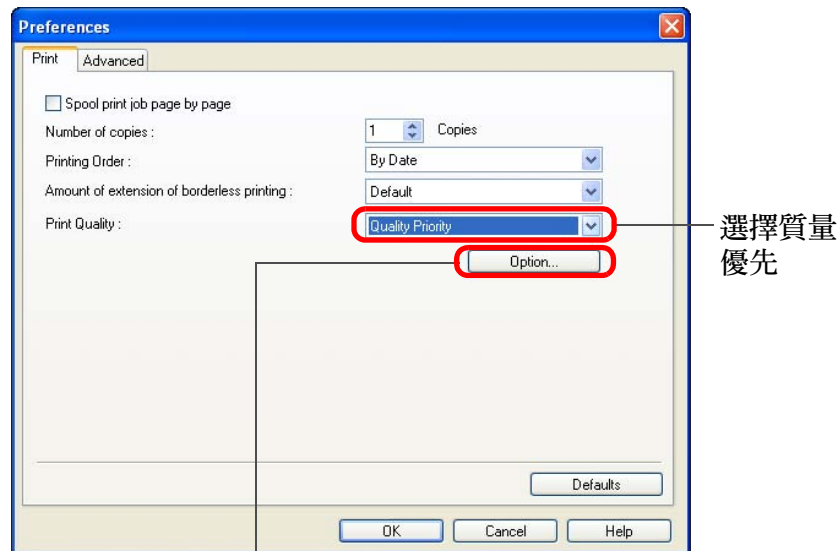 Preferences
Print Advanced
Spool print job page by page
Number of copies : 1 Copies
Printing Order : By Date
Amount of extension of borderless printing : Default
Print Quality : Quality Priority
選擇質量
優先
Option...
Defaults
OK Cancel Help